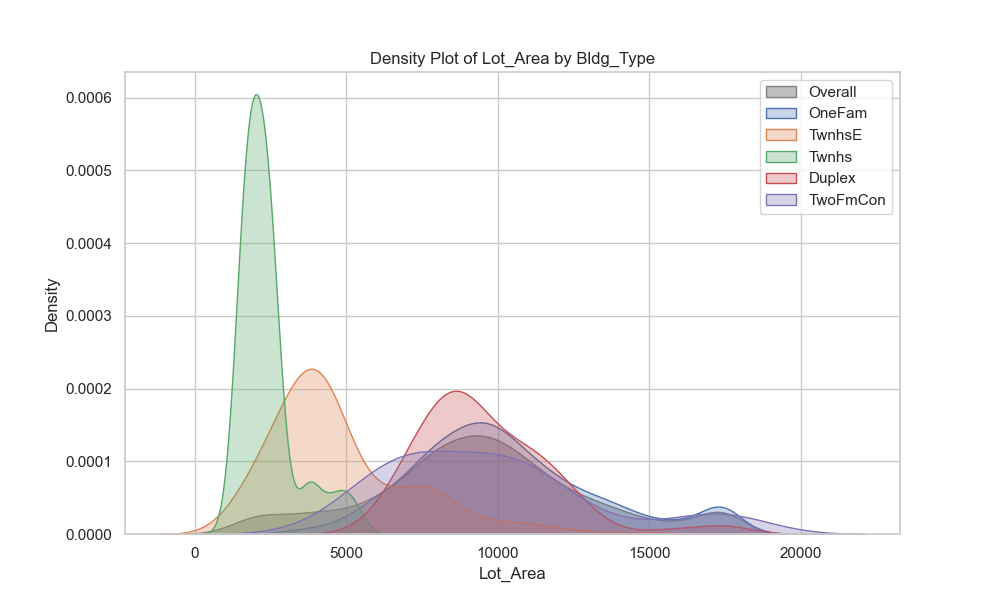 Density Plot of Lot_Area by Bldg_Type
0.0006
0.0005
0.0004
0.0003
0.0002
0.0001
0.0000
Density
Overall
OneFam
TwnhsE
Twnhs
Duplex
TwoFmCon
0
5000
10000
15000
20000
Lot_Area